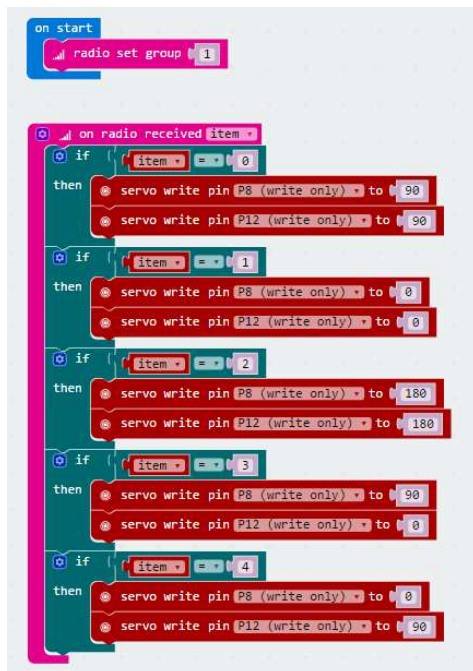 on start
radio set group 1
on radio received item
if item = 0
then servo write pin P8 (write only) to 90
servo write pin P12 (write only) to 90
if item = 1
then servo write pin P8 (write only) to 0
servo write pin P12 (write only) to 0
if item = 2
then servo write pin P8 (write only) to 180
servo write pin P12 (write only) to 180
if item = 3
then servo write pin P8 (write only) to 90
servo write pin P12 (write only) to 0
if item = 4
then servo write pin P8 (write only) to 0
servo write pin P12 (write only) to 90